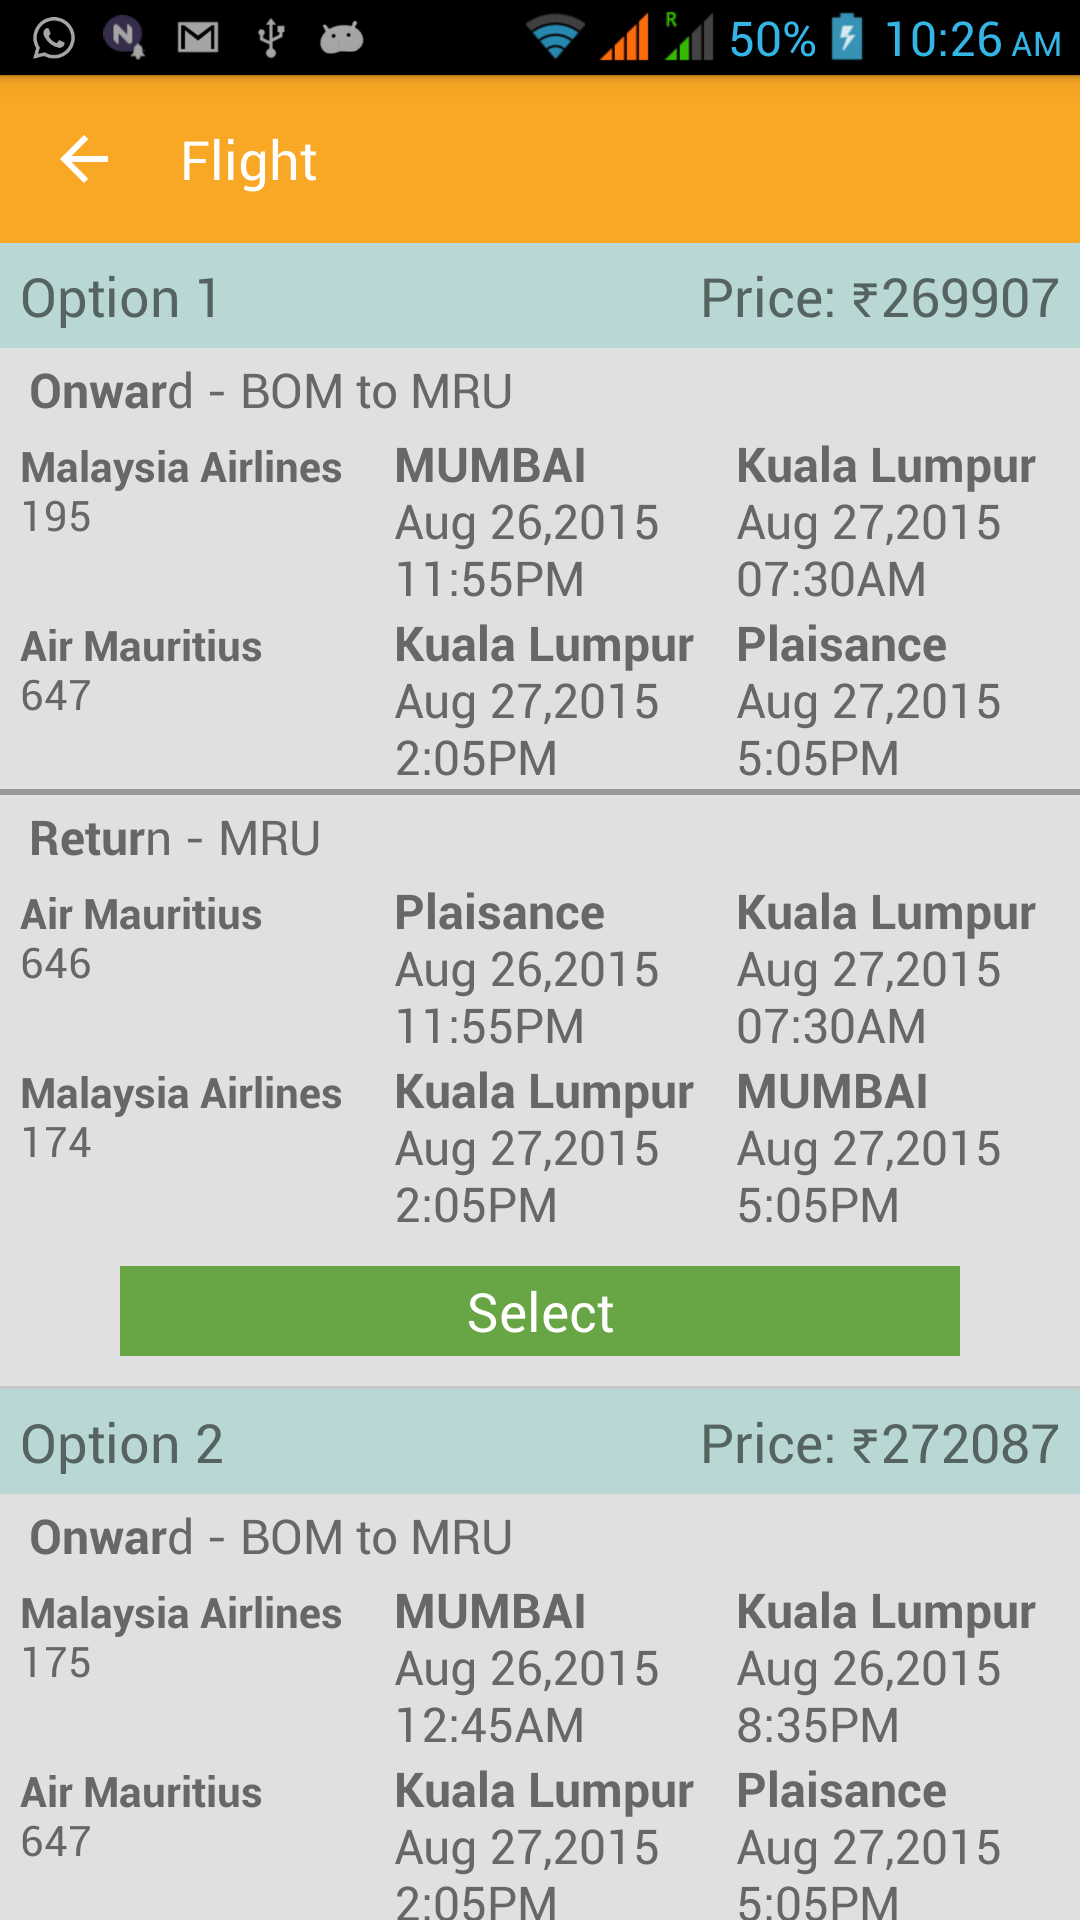 50% 10:26 AM
Flight
Option 1 Price: ₹269907
Onward - BOM to MRU
Malaysia Airlines MUMBAI Kuala Lumpur
195 Aug 26,2015 Aug 27,2015
11:55PM 07:30AM
Air Mauritius Kuala Lumpur Plaisance
647 Aug 27,2015 Aug 27,2015
2:05PM 5:05PM
Return - MRU
Air Mauritius Plaisance Kuala Lumpur
646 Aug 26,2015 Aug 27,2015
11:55PM 07:30AM
Malaysia Airlines Kuala Lumpur MUMBAI
174 Aug 27,2015 Aug 27,2015
2:05PM 5:05PM
Select
Option 2 Price: ₹272087
Onward - BOM to MRU
Malaysia Airlines MUMBAI Kuala Lumpur
175 Aug 26,2015 Aug 26,2015
12:45AM 8:35PM
Air Mauritius Kuala Lumpur Plaisance
647 Aug 27,2015 Aug 27,2015
2:05PM 5:05PM